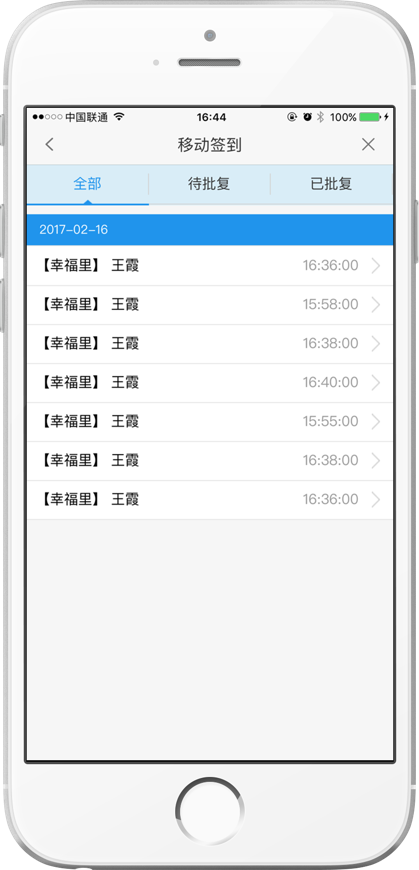 中国联通 16:44 100%
移动签到
全部 待批复 已批复
2017-02-16
【幸福里】 王霞 16:36:00
【幸福里】 王霞 15:58:00
【幸福里】 王霞 16:38:00
【幸福里】 王霞 16:40:00
【幸福里】 王霞 15:55:00
【幸福里】 王霞 16:38:00
【幸福里】 王霞 16:36:00